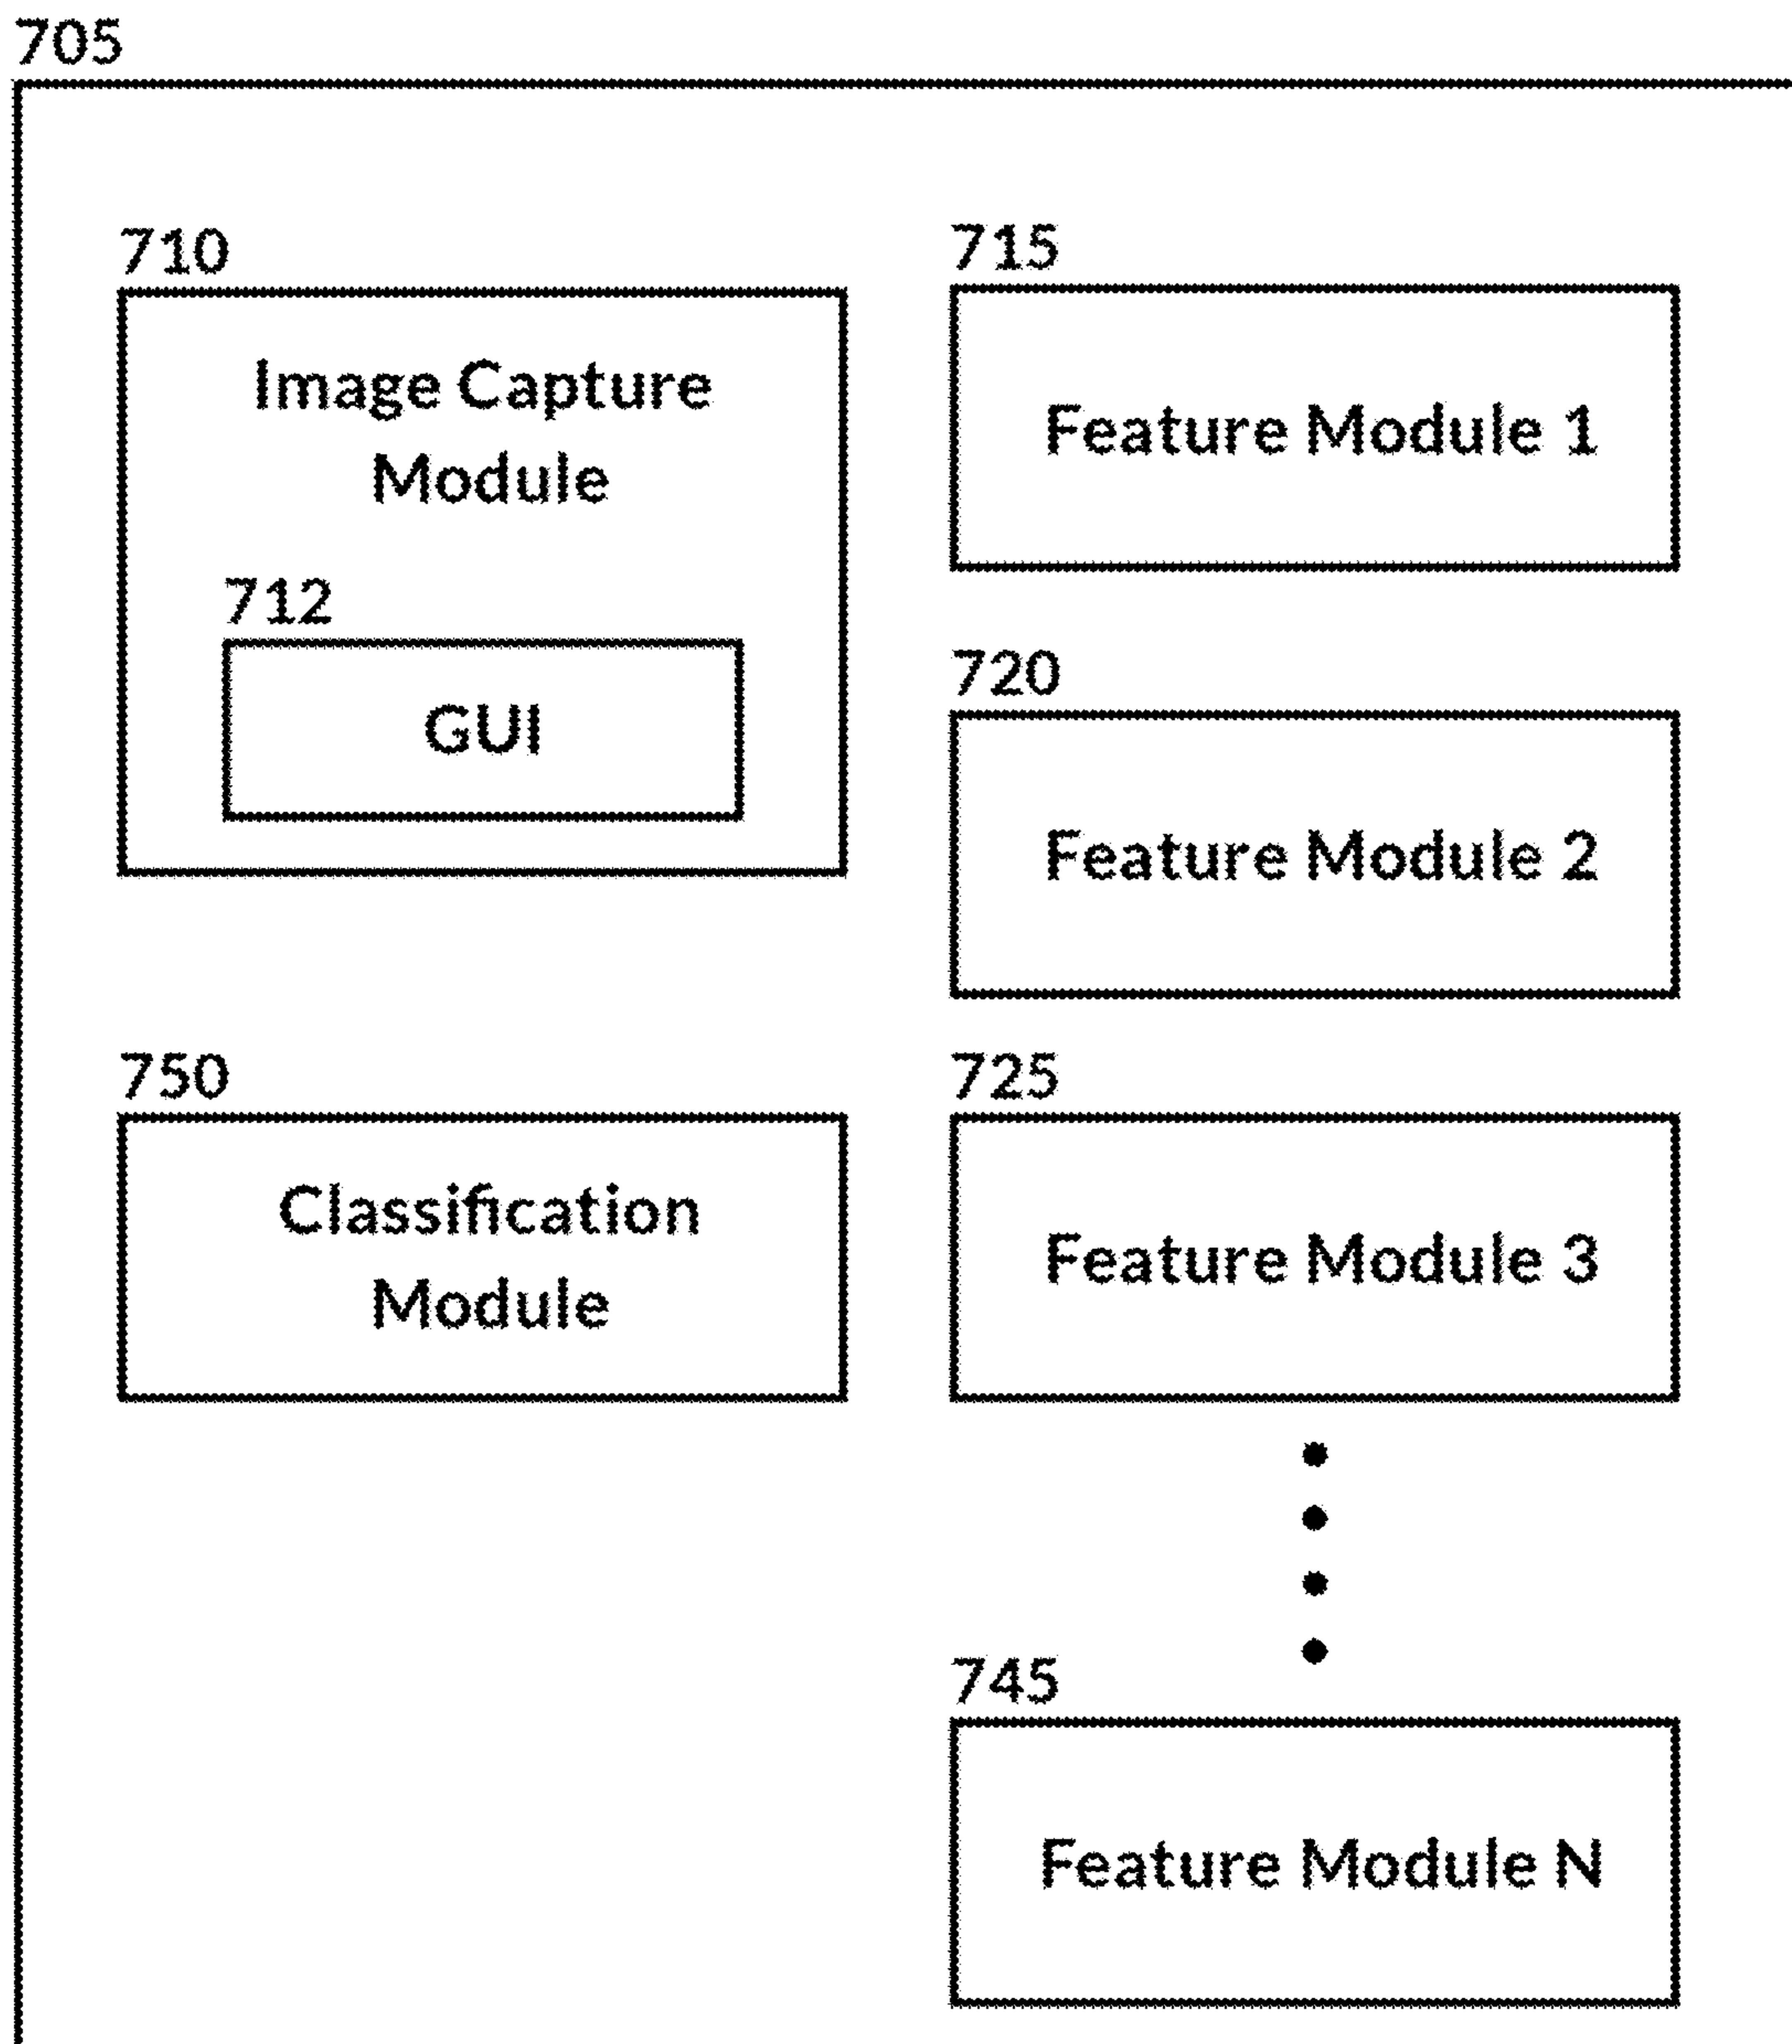 705
710
Image Capture
Module
712
GUI
715
Feature Module 1
720
Feature Module 2
750
Classification
Module
725
Feature Module 3
745
Feature Module N